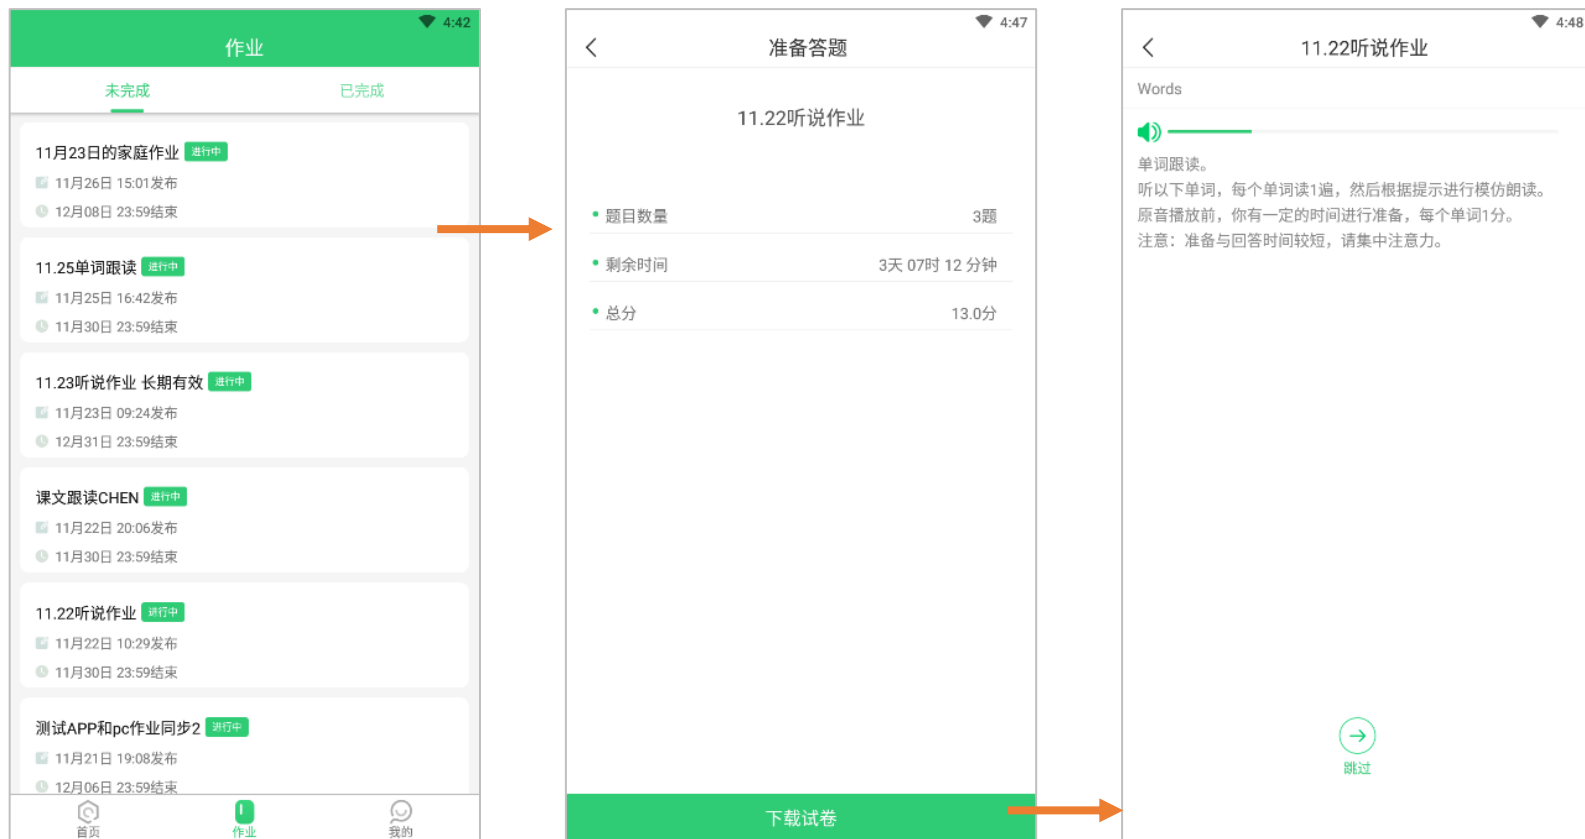 4:42
作业
未完成
已完成
11月23日的家庭作业 进行中
11月26日 15:01发布
12月08日 23:59结束
11.25单词跟读 进行中
11月25日 16:42发布
11月30日 23:59结束
11.23听说作业 长期有效 进行中
11月23日 09:24发布
12月31日 23:59结束
课文跟读CHEN 进行中
11月22日 20:06发布
11月30日 23:59结束
11.22听说作业 进行中
11月22日 10:29发布
11月30日 23:59结束
测试APP和pc作业同步2 进行中
11月21日 19:08发布
12月06日 23:59结束
首页
作业
我的
4:47
准备答题
11.22听说作业
题目数量 3题
剩余时间 3天 07时 12 分钟
总分 13.0分
下载试卷
4:48
11.22听说作业
Words
单词跟读。
听以下单词，每个单词读1遍，然后根据提示进行模仿朗读。
原音播放前，你有一定的时间进行准备，每个单词1分。
注意：准备与回答时间较短，请集中注意力。
跳过